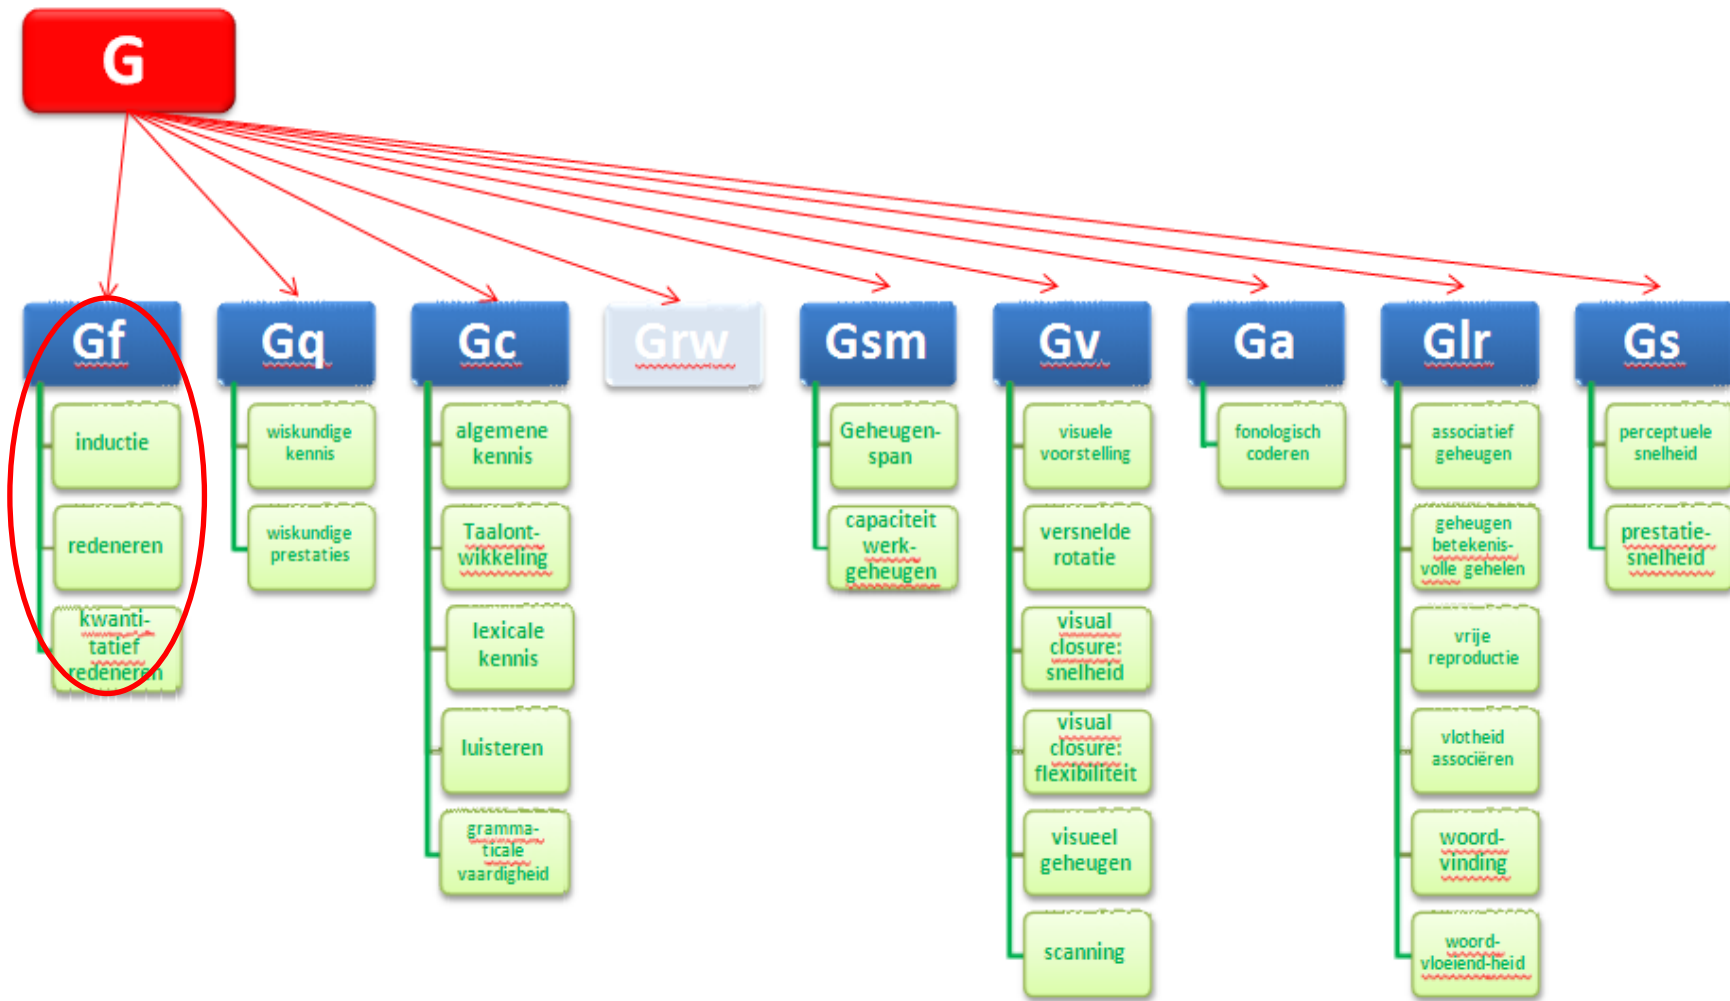 G
Gf
Gq
Gc
Grw
Gsm
Gv
Ga
Glr
Gs
inductie
redeneren
kwanti-
tatief
redeneren
wiskundige
kennis
wiskundige
prestaties
algemene
kennis
Taalont-
wikkeling
lexicale
kennis
luisteren
gramma-
ticale
vaardigheid
Geheugen-
span
capaciteit
werk-
geheugen
visuele
voorstelling
versnelde
rotatie
visual
closure:
snelheid
visual
closure:
flexibiliteit
visueel
geheugen
scanning
fonologisch
coderen
associatief
geheugen
geheugen
betekenis-
volle gehelen
vrije
reproductie
vlotheid
associëren
woord-
vinding
woord-
vloeiend-heid
perceptuele
snelheid
prestatie-
snelheid